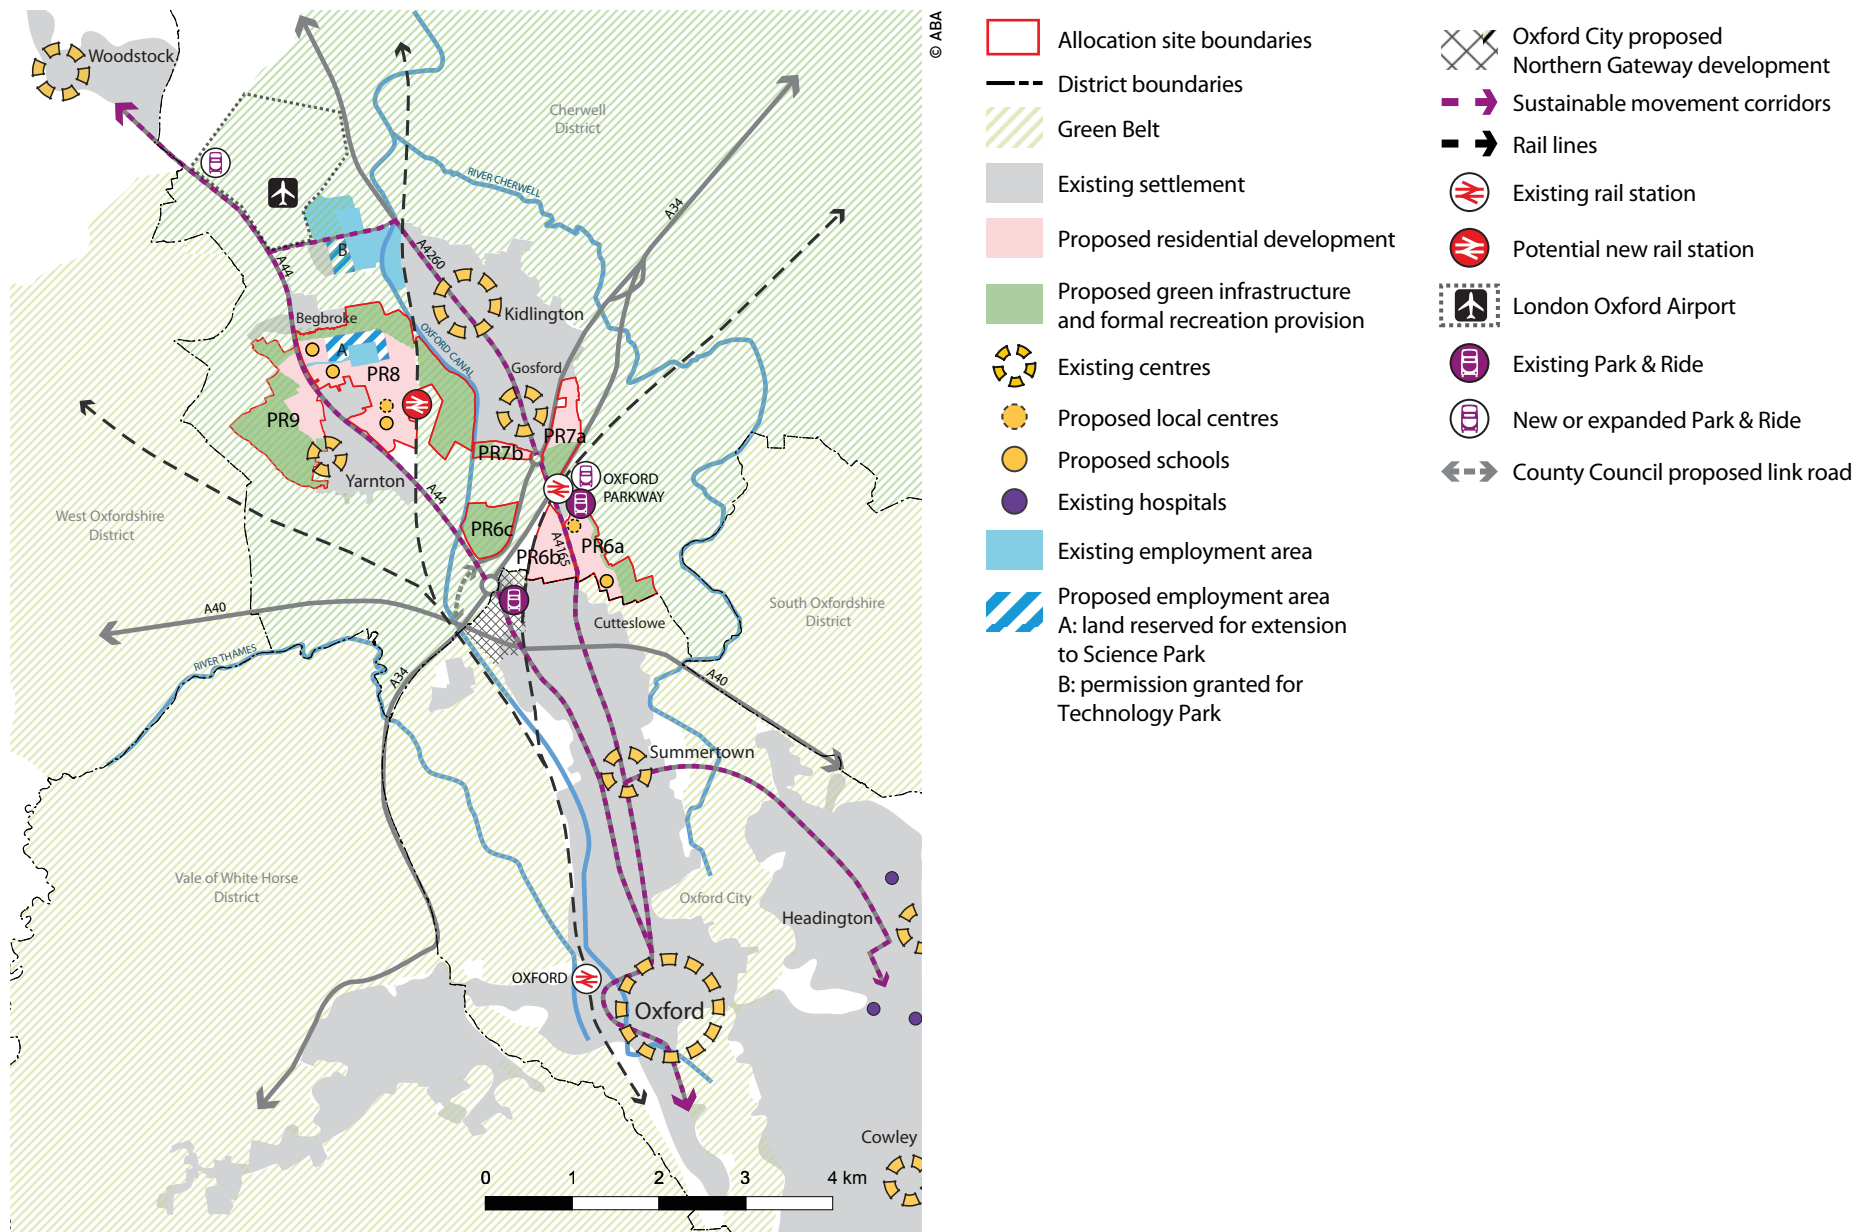 © ABA
Woodstock
Cherwell
District
RIVER CHERWELL
A34
A44
B
A4260
Kidlington
Begbroke
OXFORD CANAL
A
PR8
Gosford
PR9
PR7a
PR7b
Yarnton
A44
OXFORD
PARKWAY
West Oxfordshire
District
PR6c
A4165
PR6b
PR6a
A40
South Oxfordshire
District
Cutteslowe
RIVER THAMES
A34
A40
Summertown
Vale of White Horse
District
Oxford City
Headington
OXFORD
Oxford
Cowley
0 1 2 3 4 km
Allocation site boundaries
District boundaries
Green Belt
Existing settlement
Proposed residential development
Proposed green infrastructure
and formal recreation provision
Existing centres
Proposed local centres
Proposed schools
Existing hospitals
Existing employment area
Proposed employment area
A: land reserved for extension
to Science Park
B: permission granted for
Technology Park
Oxford City proposed
Northern Gateway development
Sustainable movement corridors
Rail lines
Existing rail station
Potential new rail station
London Oxford Airport
Existing Park & Ride
New or expanded Park & Ride
County Council proposed link road